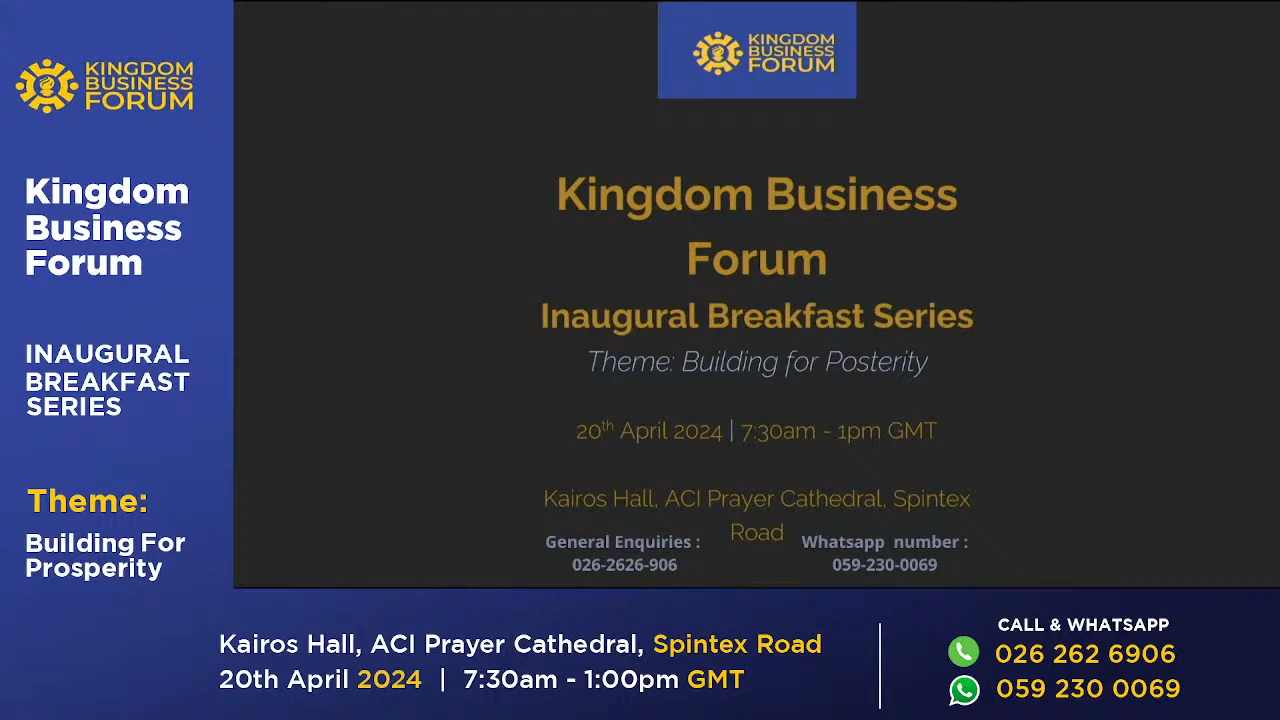 KINGDOM
BUSINESS
FORUM
Kingdom
Business
Forum
INAUGURAL
BREAKFAST
SERIES
Theme:
Building For
Prosperity
KINGDOM
BUSINESS
FORUM
Kingdom Business
Forum
Inaugural Breakfast Series
Theme: Building for Posterity
20th April 2024 | 7:30am - 1pm GMT
Kairos Hall, ACI Prayer Cathedral, Spintex
Road
General Enquiries :
026-2626-906
Whatsapp number :
059-230-0069
Kairos Hall, ACI Prayer Cathedral, Spintex Road
20th April 2024 | 7:30am - 1:00pm GMT
CALL & WHATSAPP
026 262 6906
059 230 0069